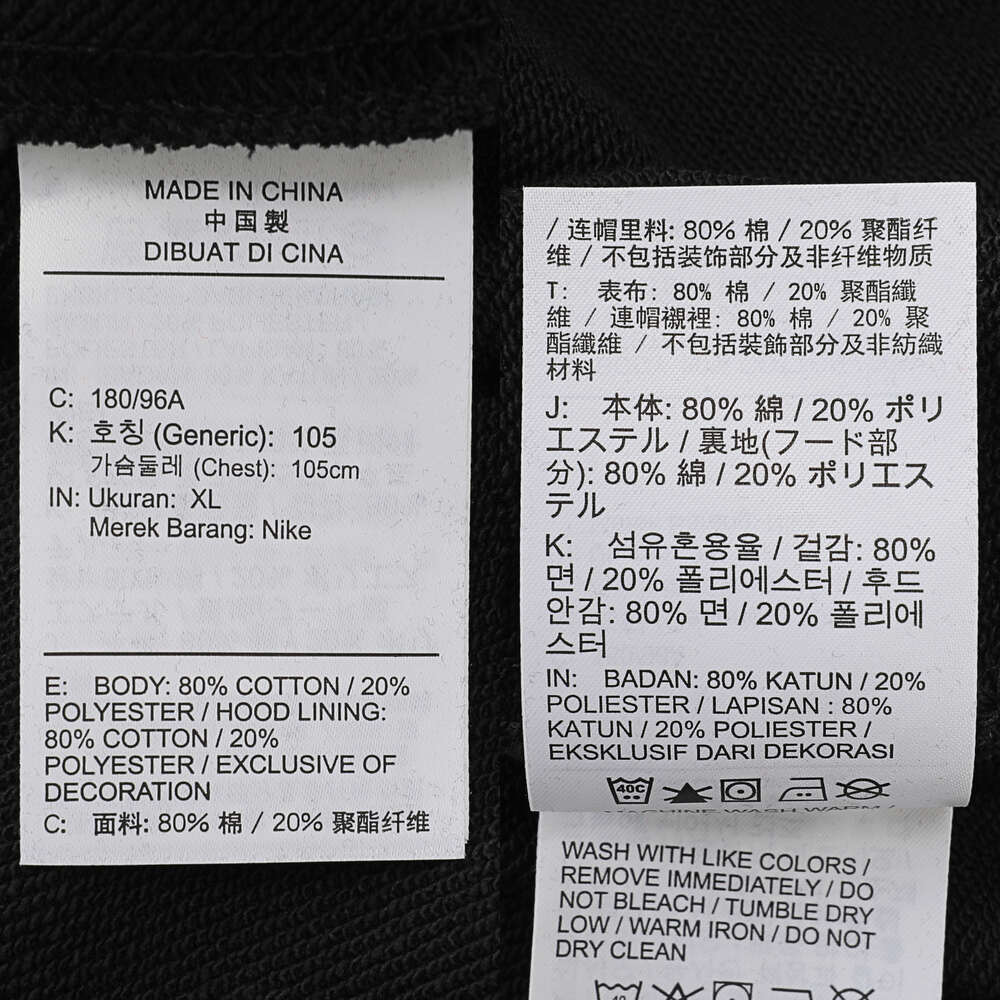 MADE IN CHINA
中国製
DIBUAT DI CINA
C: 180/96A
K: 호칭 (Generic): 105
가슴둘레 (Chest): 105cm
IN: Ukuran: XL
Merek Barang: Nike
E: BODY: 80% COTTON / 20%
POLYESTER / HOOD LINING:
80% COTTON / 20%
POLYESTER / EXCLUSIVE OF
DECORATION
C: 面料: 80% 棉 / 20% 聚酯纤维
/ 连帽里料: 80% 棉 / 20% 聚酯纤
维 / 不包括装饰部分及非纤维物质
T: 表布: 80% 棉 / 20% 聚酯纖
維 / 連帽襯裡: 80% 棉 / 20% 聚
酯纖維 / 不包括裝飾部分及非紡織
材料
J: 本体: 80% 綿 / 20% ポリ
エステル / 裏地(フード部
分): 80% 綿 / 20% ポリエス
テル
K: 섬유혼용율 / 겉감: 80%
면 / 20% 폴리에스터 / 후드
안감: 80% 면 / 20% 폴리에
스터
IN: BADAN: 80% KATUN / 20%
POLIESTER / LAPISAN : 80%
KATUN / 20% POLIESTER /
EKSKLUSIF DARI DEKORASI
40C
MACHINE WASH WARM /
WASH WITH LIKE COLORS /
REMOVE IMMEDIATELY / DO
NOT BLEACH / TUMBLE DRY
LOW / WARM IRON / DO NOT
DRY CLEAN